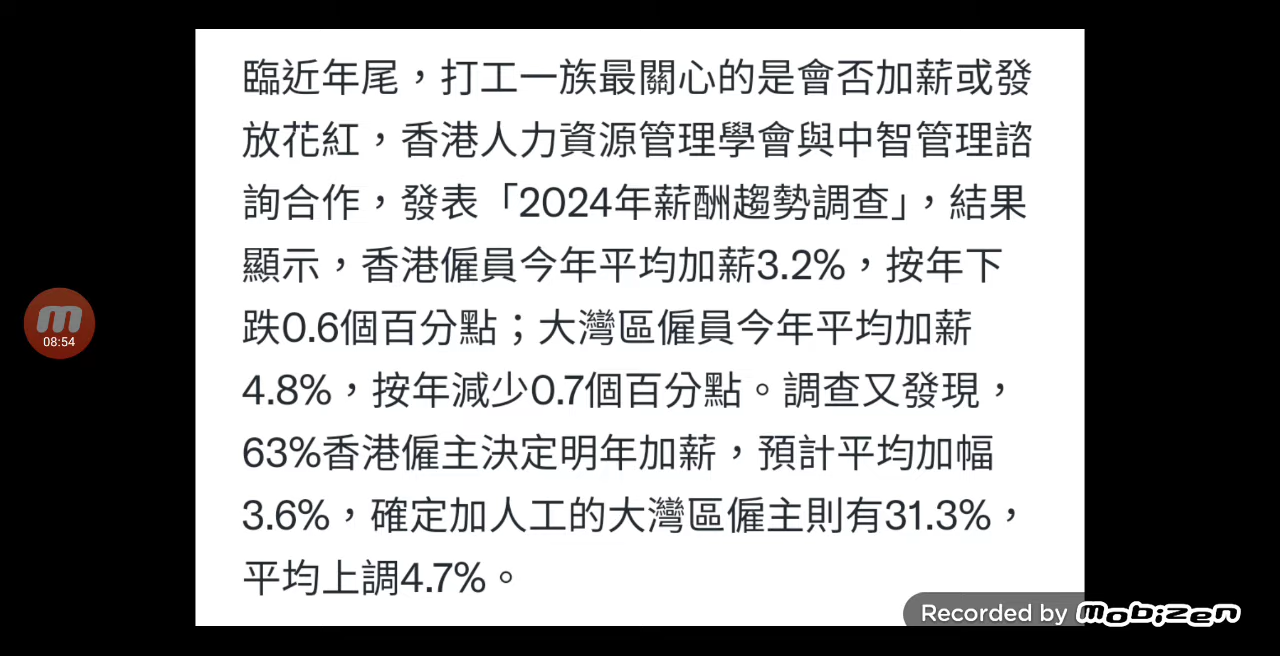 臨近年尾，打工一族最關心的是會否加薪或發
放花紅，香港人力資源管理學會與中智管理諮
詢合作，發表「2024年薪酬趨勢調查」，結果
顯示，香港僱員今年平均加薪3.2%，按年下
跌0.6個百分點；大灣區僱員今年平均加薪
4.8%，按年減少0.7個百分點。調查又發現，
63%香港僱主決定明年加薪，預計平均加幅
3.6%，確定加人工的大灣區僱主則有31.3%，
平均上調4.7%。
m
08:54
Recorded by mobizen